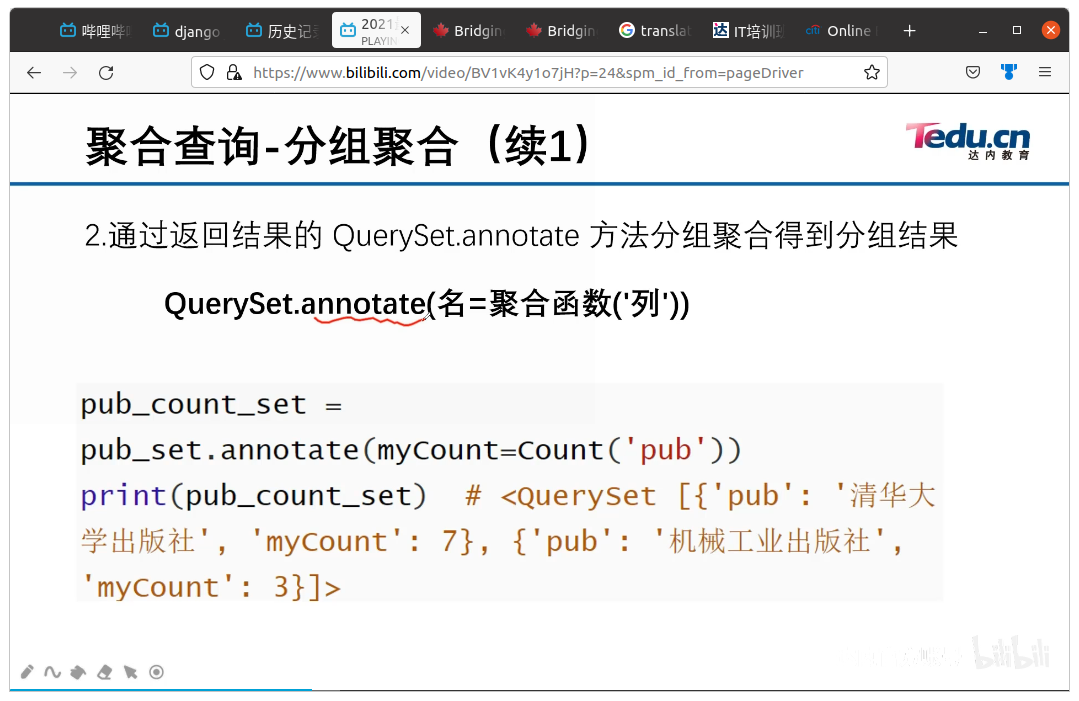 哔哩哔哩
django
历史记录
2021
PLAYIN
Bridgin
Bridgin
translat
IT培训班
citi Online
https://www.bilibili.com/video/BV1vK4y1o7jH?p=24&spm_id_from=pageDriver
聚合查询-分组聚合（续1）
Tedu.cn
达内教育
2.通过返回结果的 QuerySet.annotate 方法分组聚合得到分组结果
QuerySet.annotate(名=聚合函数('列'))
pub_count_set =
pub_set.annotate(myCount=Count('pub'))
print(pub_count_set)  # <QuerySet [{'pub': '清华大
学出版社', 'myCount': 7}, {'pub': '机械工业出版社',
'myCount': 3}]>
bilibili